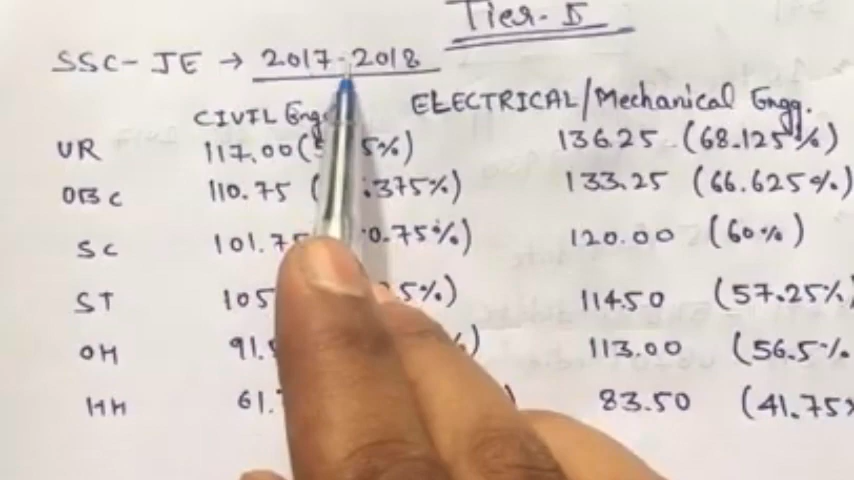 Tier-I
SSC-JE → 2017-2018
CIVIL ELECTRICAL/Mechanical Engg.
UR 117.00 136.25 (68.125%)
OBC 110.75 133.25 (66.625%)
SC 120.00 (60%)
ST 114.50 (57.25%)
OH 113.00 (56.5%
HH 83.50 (41.75%